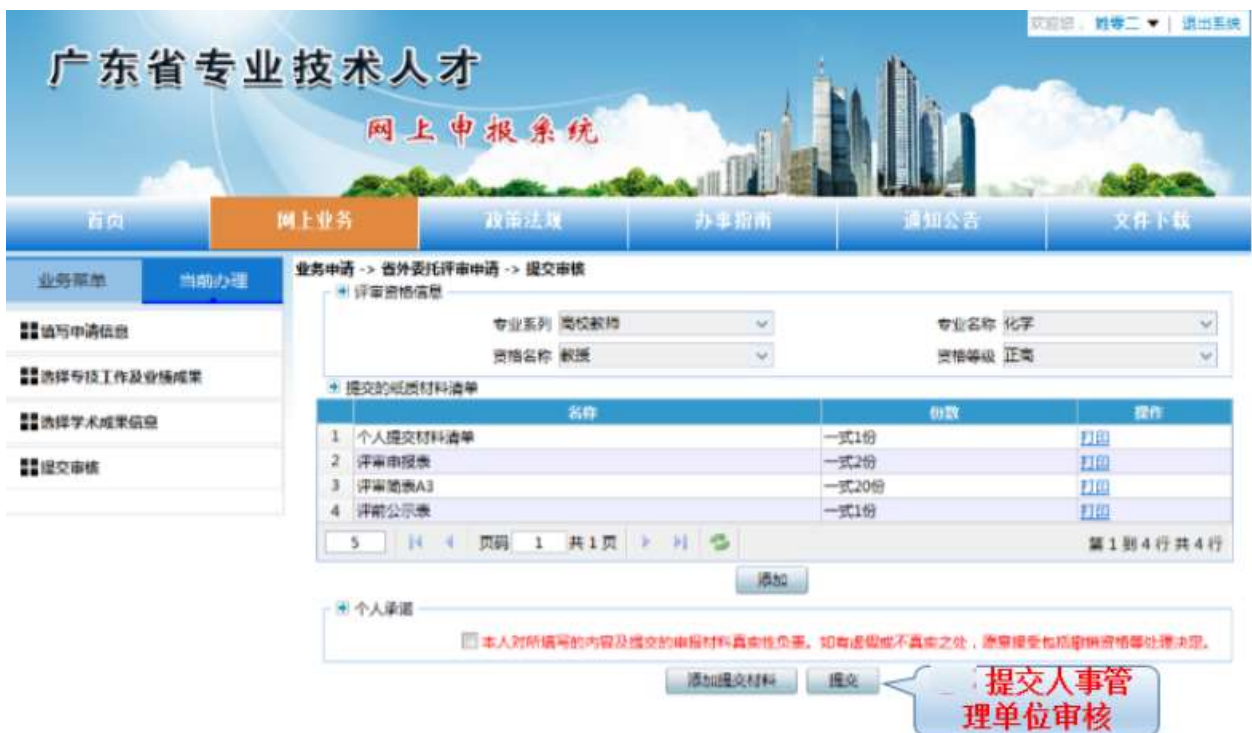 欢迎您， 姓零二 ▼ | 退出系统
广东省专业技术人才
网上申报系统
首页 网上业务 政策法规 办事指南 通知公告 文件下载
业务菜单 当前办理
填写申请信息
选择专技工作及业绩成果
选择学术成果信息
提交审核
业务申请 -> 省外委托评审申请 -> 提交审核
评审资格信息
专业系列 高校教师 专业名称 化学
资格名称 教授 资格等级 正高
提交的纸质材料清单
名称 份数 操作
1 个人提交材料清单 一式1份 打印
2 评审申报表 一式2份 打印
3 评审简表A3 一式20份 打印
4 评前公示表 一式1份 打印
5 页码 1 共1页 第1到4行共4行
添加
个人承诺
本人对所填写的内容及提交的申报材料真实性负责。如有虚假或不真实之处，愿意接受包括撤销资格等处理决定。
添加提交材料 提交
提交人事管
理单位审核